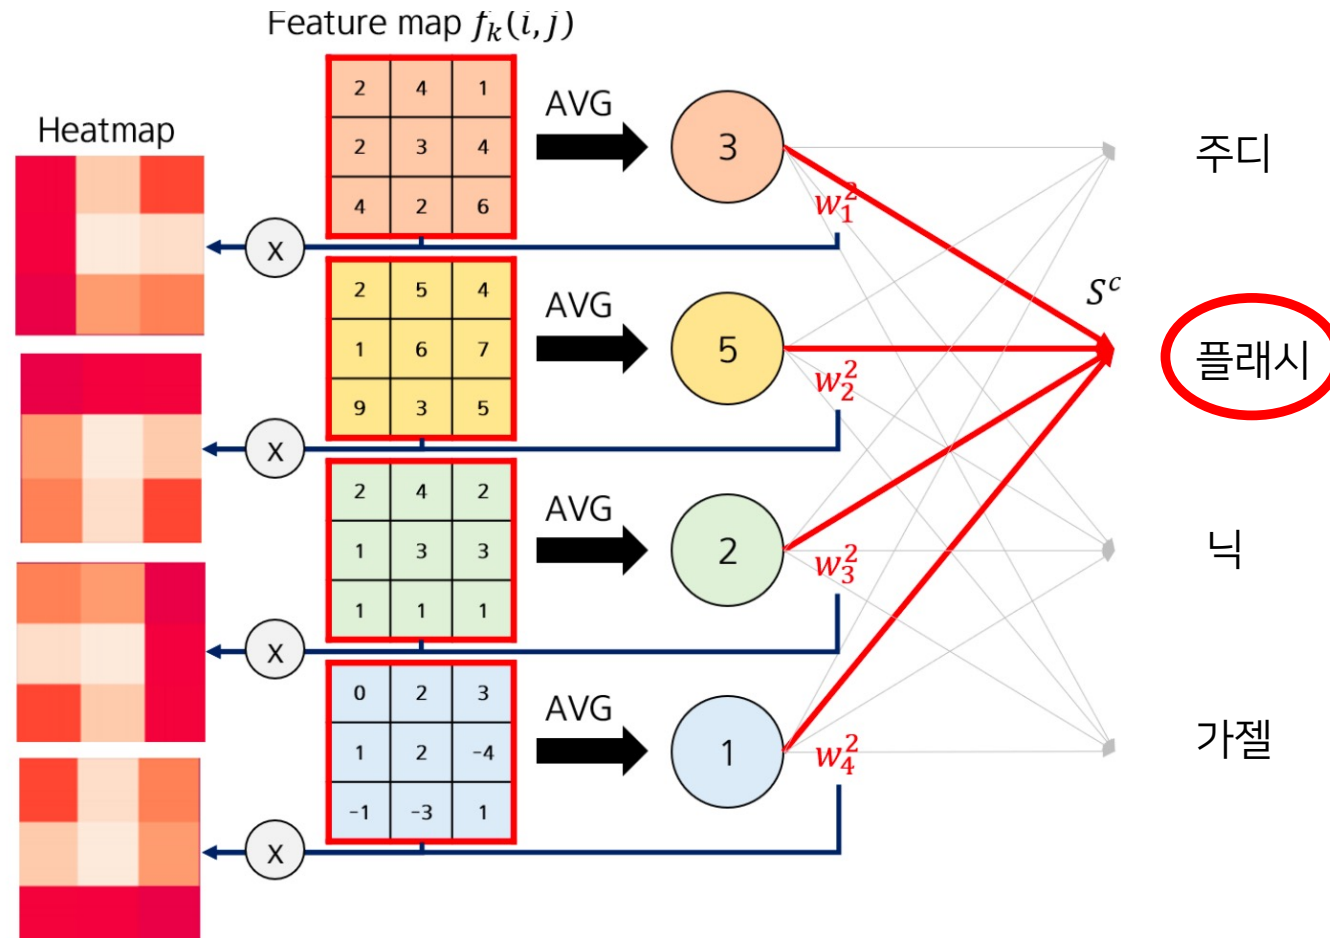 Feature map f_k(i,j)
Heatmap
2 4 1
2 3 4
4 2 6
AVG
3
w_1^2
X
주디
2 5 4
1 6 7
9 3 5
AVG
5
w_2^2
X
S^c
플래시
2 4 2
1 3 3
1 1 1
AVG
2
w_3^2
X
닉
0 2 3
1 2 -4
-1 -3 1
AVG
1
w_4^2
X
가젤